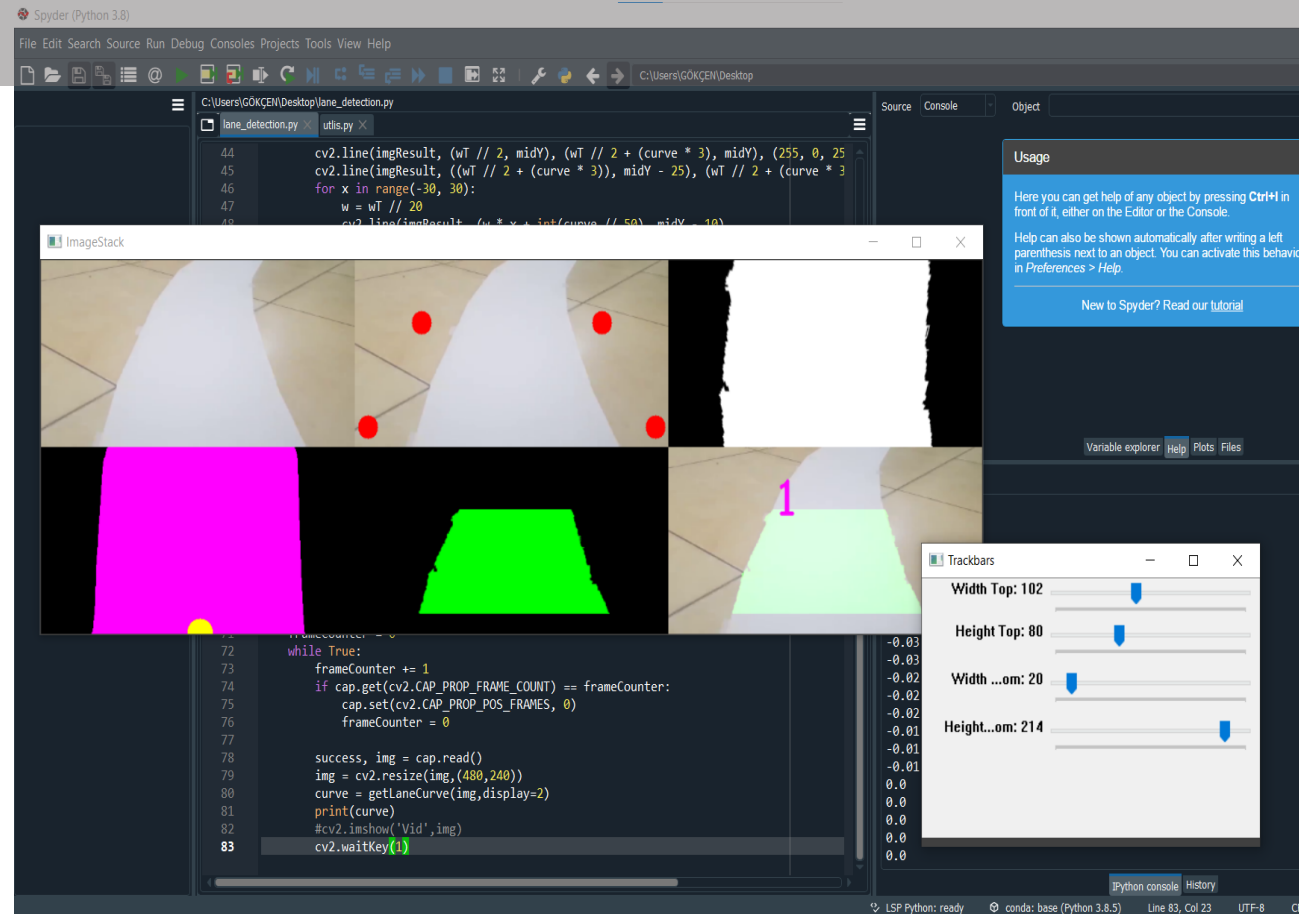 Spyder (Python 3.8)
File Edit Search Source Run Debug Consoles Projects Tools View Help
C:\Users\GÖKÇEN\Desktop
C:\Users\GÖKÇEN\Desktop\lane_detection.py
lane_detection.py
utlis.py
44 cv2.line(imgResult, (wT // 2, midY), (wT // 2 + (curve * 3), midY), (255, 0, 25
45 cv2.line(imgResult, ((wT // 2 + (curve * 3)), midY - 25), (wT // 2 + (curve * 3
46 for x in range(-30, 30):
47 w = wT // 20
48 cv2.line(imgResult, (w * x + int(curve // 50), midY - 10)
Source Console Object
Usage
Here you can get help of any object by pressing Ctrl+I in
front of it, either on the Editor or the Console.
Help can also be shown automatically after writing a left
parenthesis next to an object. You can activate this behavio
in Preferences > Help.
New to Spyder? Read our tutorial
Variable explorer Help Plots Files
ImageStack
1
71 frameCounter = 0
72 while True:
73 frameCounter += 1
74 if cap.get(cv2.CAP_PROP_FRAME_COUNT) == frameCounter:
75 cap.set(cv2.CAP_PROP_POS_FRAMES, 0)
76 frameCounter = 0
77
78 success, img = cap.read()
79 img = cv2.resize(img,(480,240))
80 curve = getLaneCurve(img,display=2)
81 print(curve)
82 #cv2.imshow('Vid',img)
83 cv2.waitKey(1)
-0.03
-0.03
-0.02
-0.02
-0.02
-0.01
-0.01
-0.01
0.0
0.0
0.0
0.0
0.0
Trackbars
Width Top: 102
Height Top: 80
Width ...om: 20
Height...om: 214
IPython console History
LSP Python: ready conda: base (Python 3.8.5) Line 83, Col 23 UTF-8